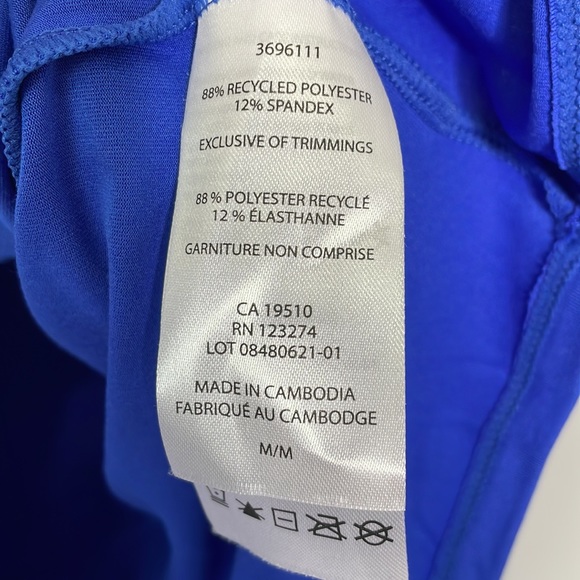 3696111
88% RECYCLED POLYESTER
12% SPANDEX
EXCLUSIVE OF TRIMMINGS
88 % POLYESTER RECYCLÉ
12 % ÉLASTHANNE
GARNITURE NON COMPRISE
CA 19510
RN 123274
LOT 08480621-01
MADE IN CAMBODIA
FABRIQUÉ AU CAMBODGE
M/M